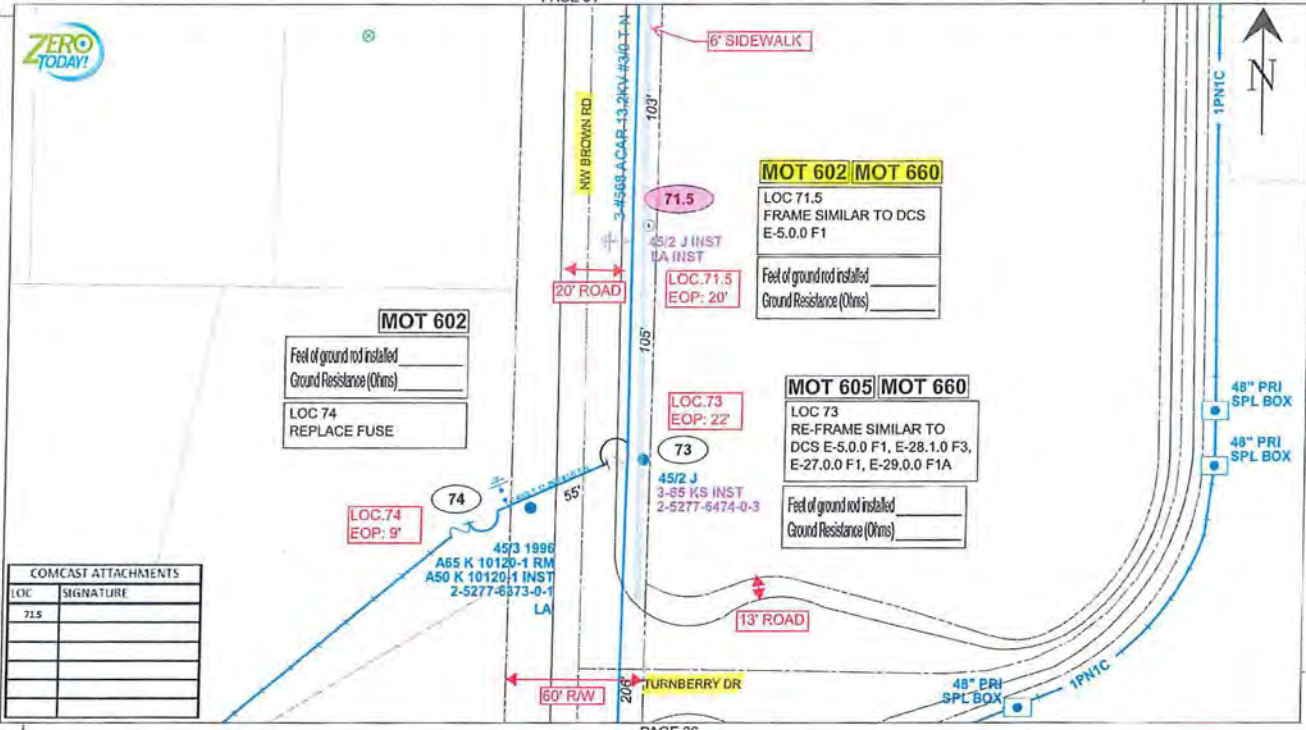 ZERO
TODAY!
6' SIDEWALK
N
NW BROWN RD
3-#568 ACAR 13.2KV #3/0 T N
103'
1PN1C
71.5
45/2 J INST
LA INST
LOC.71.5
EOP: 20'
20' ROAD
MOT 602 MOT 660
LOC 71.5
FRAME SIMILAR TO DCS
E-5.0.0 F1
Feet of ground rod installed
Ground Resistance (Ohms)
105'
MOT 602
Feet of ground rod installed
Ground Resistance (Ohms)
LOC 74
REPLACE FUSE
LOC.73
EOP: 22'
73
45/2 J
3-65 KS INST
2-5277-6474-0-3
MOT 605 MOT 660
LOC 73
RE-FRAME SIMILAR TO
DCS E-5.0.0 F1, E-28.1.0 F3,
E-27.0.0 F1, E-29.0.0 F1A
Feet of ground rod installed
Ground Resistance (Ohms)
48" PRI
SPL BOX
48" PRI
SPL BOX
74
55'
LOC.74
EOP: 9'
45/3 1996
A65 K 10120-1 RM
A50 K 10120-1 INST
2-5277-6373-0-1
LA
COMCAST ATTACHMENTS
LOC SIGNATURE
71.5
13' ROAD
60' R/W
206'
TURNBERRY DR
48" PRI
SPL BOX
1PN1C